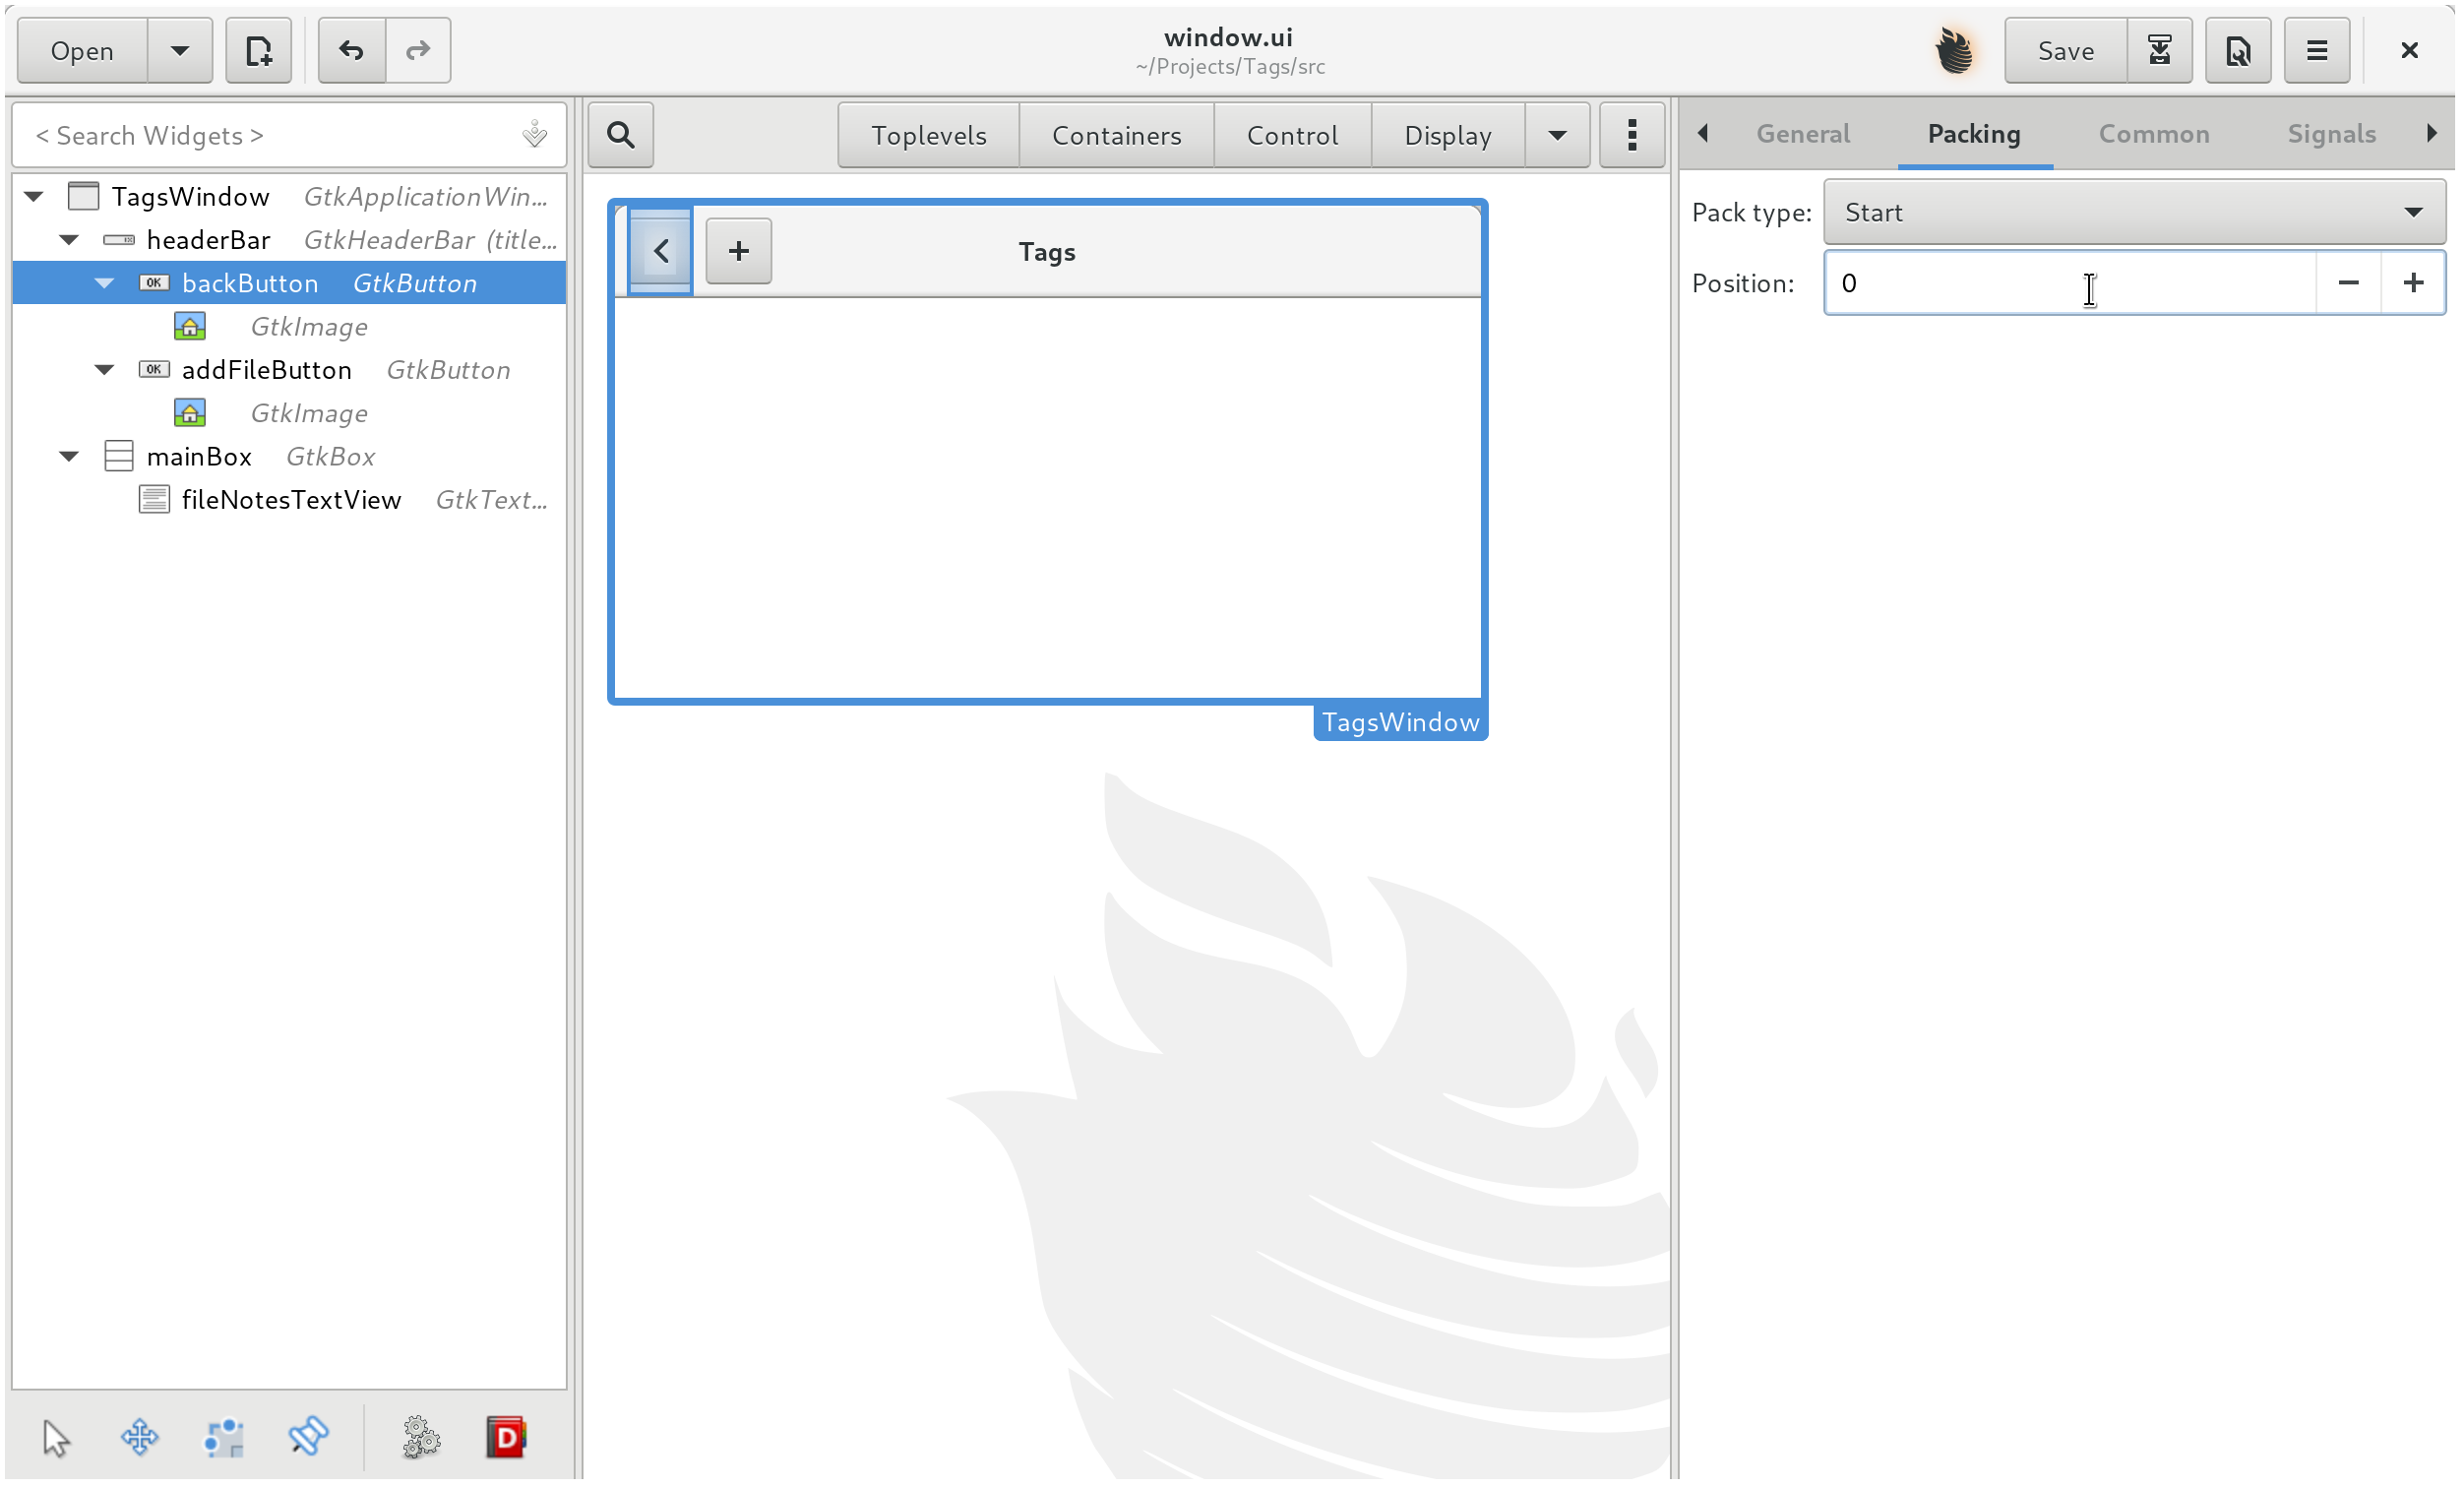 Open
window.ui
~/Projects/Tags/src
Save
< Search Widgets >
Toplevels
Containers
Control
Display
General
Packing
Common
Signals
TagsWindow GtkApplicationWin...
headerBar GtkHeaderBar (title...
OK backButton GtkButton
GtkImage
OK addFileButton GtkButton
GtkImage
mainBox GtkBox
fileNotesTextView GtkText...
Tags
TagsWindow
Pack type: Start
Position: 0
D